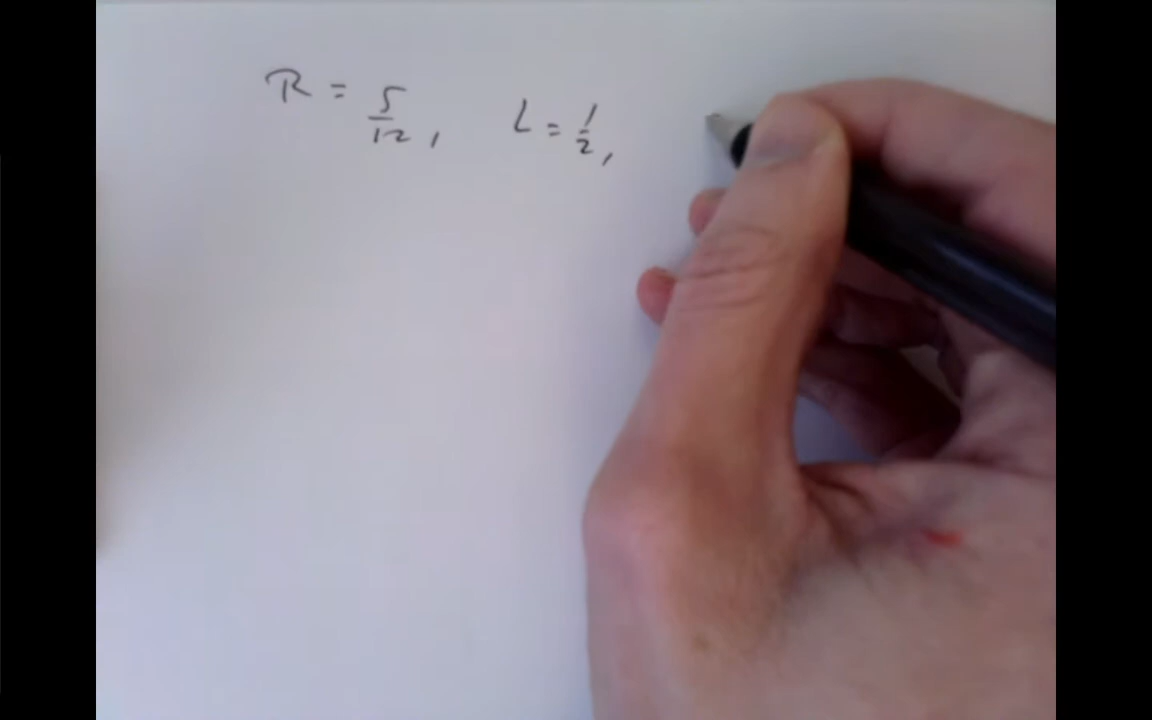 R = 5/12, L = 1/2,